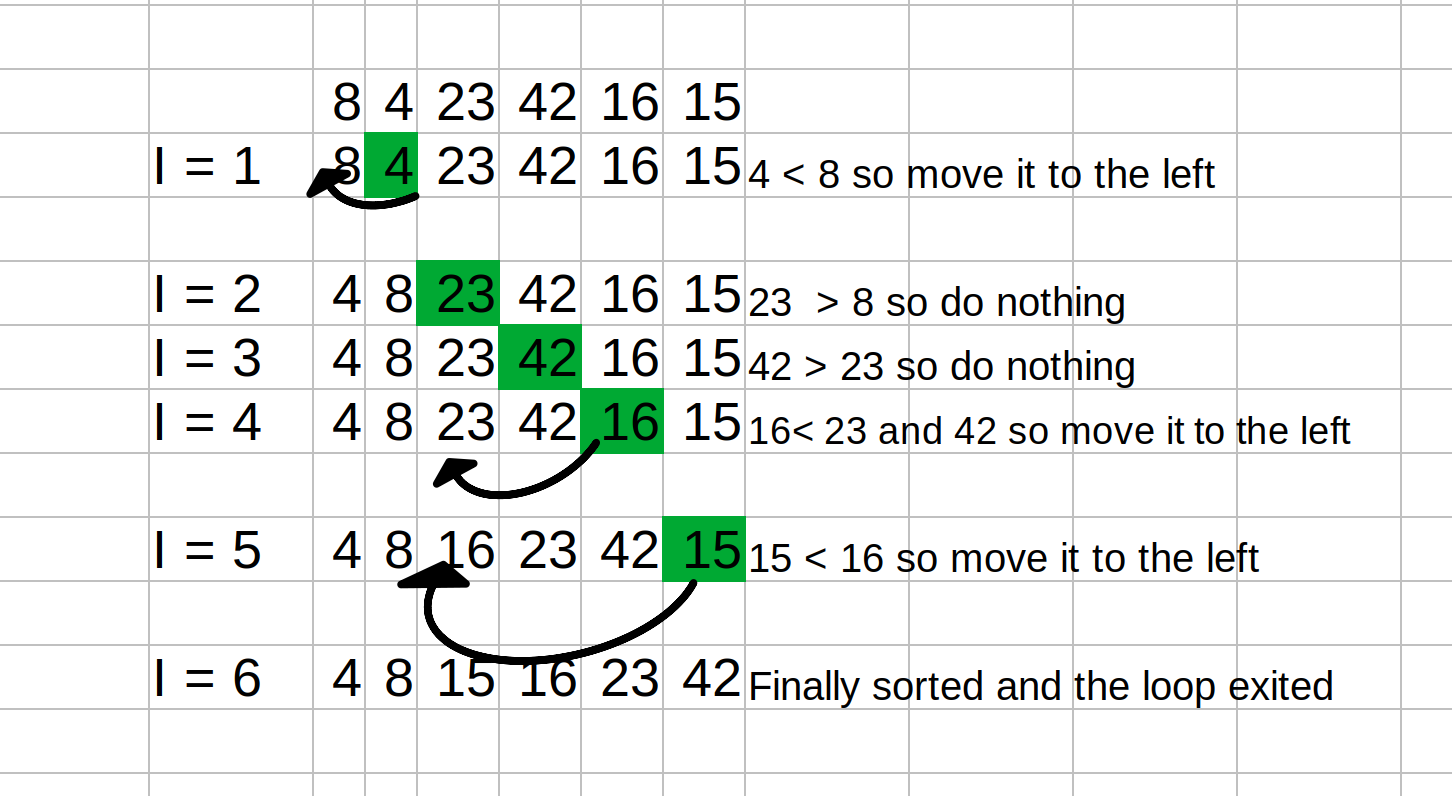 8 4 23 42 16 15
I = 1 8 4 23 42 16 15 4 < 8 so move it to the left
I = 2 4 8 23 42 16 15 23  > 8 so do nothing
I = 3 4 8 23 42 16 15 42 > 23 so do nothing
I = 4 4 8 23 42 16 15 16< 23 and 42 so move it to the left
I = 5 4 8 16 23 42 15 15 < 16 so move it to the left
I = 6 4 8 15 16 23 42 Finally sorted and the loop exited